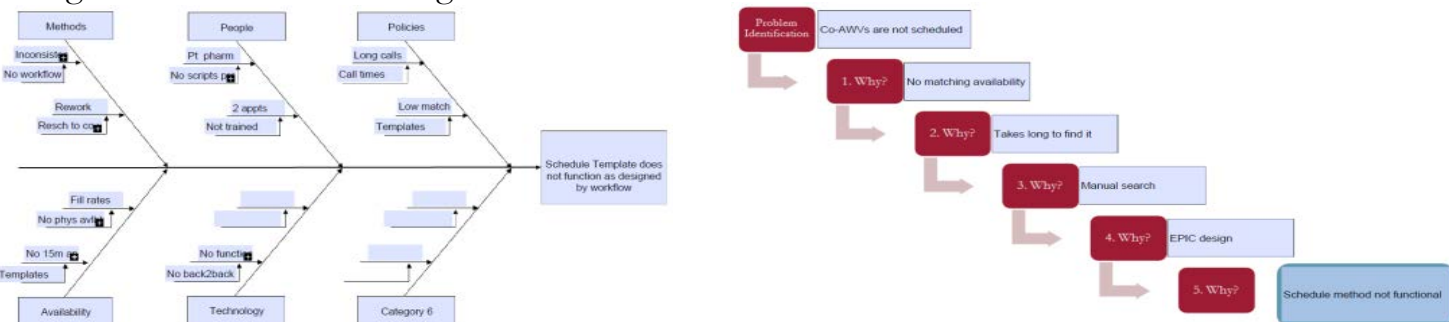 Methods
People
Policies
Inconsiste
No workflow
Rework
Resch to co
Pt pharm
No scripts p
2 appts
Not trained
Long calls
Call times
Low match
Templates
Schedule Template does
not function as designed
by workflow
Fill rates
No phys avl
No 15m a
Templates
No functio
No back2back
Availability
Technology
Category 6
Problem
Identification
Co-AWVs are not scheduled
1. Why?
No matching availability
2. Why?
Takes long to find it
3. Why?
Manual search
4. Why?
EPIC design
5. Why?
Schedule method not functional